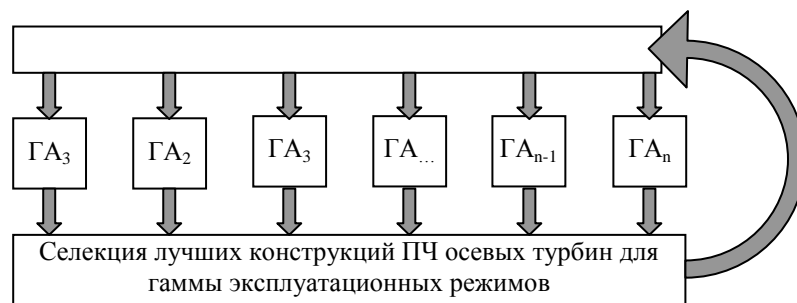 ГА₃ ГА₂ ГА₃ ГА... ГАn-1 ГАn
Селекция лучших конструкций ПЧ осевых турбин для
гаммы эксплуатационных режимов